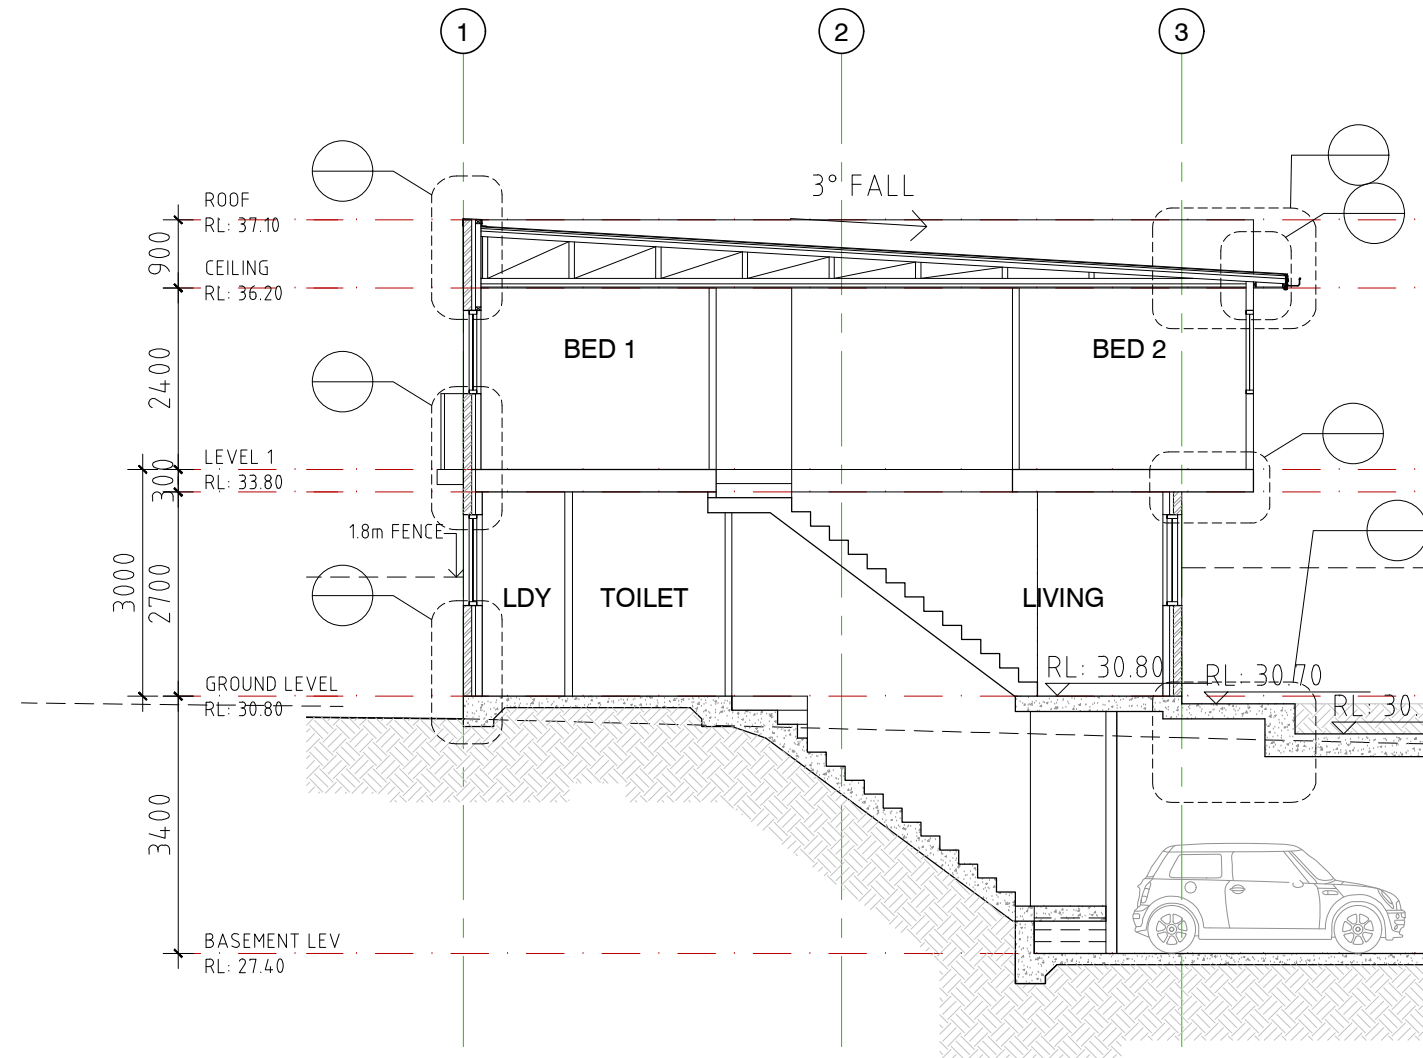 1
2
3
3° FALL
ROOF
RL: 37.10
900
CEILING
RL: 36.20
2400
BED 1
BED 2
LEVEL 1
RL: 33.80
300
1.8m FENCE
3000
2700
LDY
TOILET
LIVING
RL: 30.80
RL: 30.70
RL: 30.
GROUND LEVEL
RL: 30.80
3400
BASEMENT LEV
RL: 27.40